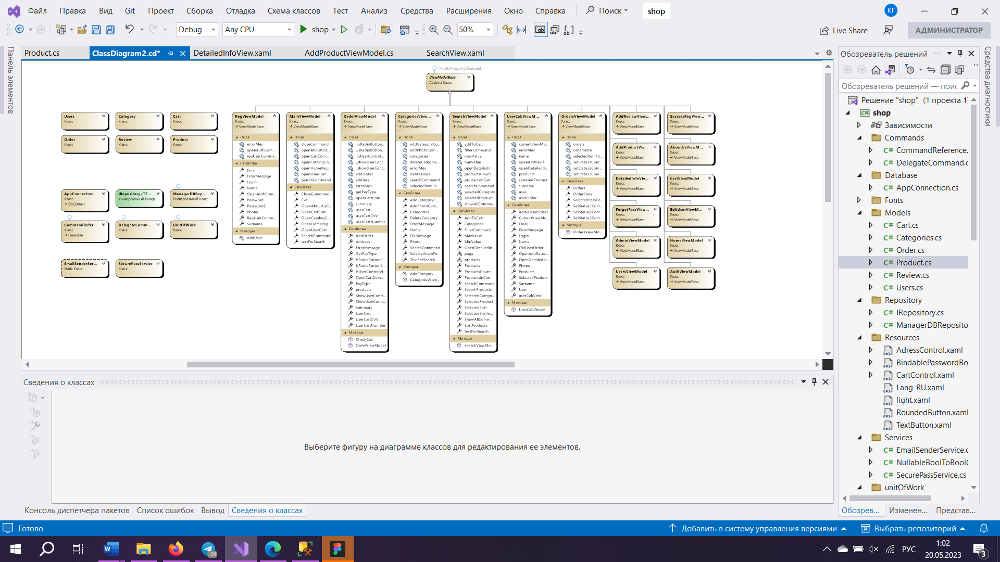 Файл Правка Вид Git Проект Сборка Отладка Схема классов Тест Анализ Средства Расширения Окно Справка Поиск shop КГ
Debug Any CPU shop 50% Live Share АДМИНИСТРАТОР
Панель элементов
Product.cs ClassDiagram2.cd* DetailedInfoView.xaml AddProductViewModel.cs SearchView.xaml
INotifyPropertyChanged
ViewModelBase
Abstract Класс
Users
Класс
Category
Класс
Cart
Класс
Order
Класс
Review
Класс
Product
Класс
AppConnection
Класс
DbContext
IRepository<TE...
Универсальный Интер...
ManagerDBRep...
Универсальный Класс
CommandRefer...
Класс
Freezable
DelegateComm...
Класс
UnitOfWork
Класс
EmailSenderSer...
Static Класс
SecurePassService
Класс
RegViewModel
Класс
ViewModelBase
Поля
errorMes
openAuthCom...
regUserComma...
Свойства
Email
ErrorMessage
Login
Name
OpenAuthCom...
Password
Password2
Phone
RegUserComm...
Surname
Методы
AddUser
MainViewModel
Класс
ViewModelBase
Поля
closeCommand
openAboutUsC...
openCartCom...
openCatalogCo...
openHomePag...
openUserCom...
searchCommand
Свойства
CloseCommand
Exit
OpenAboutUsC...
OpenCartCom...
OpenCatalogC...
OpenHomePag...
OpenUserCom...
SearchCommand
textForSearch
OrderViewModel
Класс
ViewModelBase
Поля
_isRadioButton...
_isRadioButton...
_isUserControl...
_showUserCont...
_showUserCont...
addOrder
address
errorMes
getPayType
openCartCom...
summary
userCart
userCartCVV
userCartNumber
Свойства
AddOrder
Address
ErrorMessage
GetPayType
IsRadioButton1...
IsRadioButton2...
IsUserControlVi...
OpenCartCom...
PayType
products
ShowUserContr...
ShowUserContr...
Summary
UserCart
UserCartCVV
UserCartNumber
Методы
CheckCart
OrderViewModel
CategoriesView...
Класс
ViewModelBase
Поля
addCategoryCo...
addPhotoCom...
categories
deleteCategory...
errorMes
oKMessage
searchCommand
selectedItemFo...
Свойства
AddCategoryC...
AddPhotoCom...
Categories
DeleteCategory...
ErrorMessage
Name
OKMessage
Photo
SearchCommand
SelectedItemFo...
TextForSearch
Методы
AddCategory
CategoriesView...
SearchViewModel
Класс
ViewModelBase
Поля
addToCart
filterCommand
maxValue
minValue
openDetailedIn...
productsCount
productsInCart
searchCommand
selectedCategory
selectedProduct
showAllComma...
Свойства
AddToCart
Categories
FilterCommand
MaxValue
MinValue
OpenDetailedIn...
page
products
Products
ProductsCount
ProductsInCart
SearchCommand
SearchProducts
SelectedCatego...
SelectedProduct
SelectedSort
SelectedSortIn...
ShowAllComm...
SortProducts
textForSearch
Методы
SearchViewMo...
UserCabViewM...
Класс
ViewModelBase
Поля
currentViewMo...
errorMes
name
openAddRevie...
openDetailedIn...
products
selectedProduct
surname
user
userOrder
Свойства
ActiveUserOrder
CurrentViewMo...
Email
ErrorMessage
Login
Name
OldUserOrder
OpenAddRevie...
OpenDetailedIn...
Phone
Products
SelectedProduct
Surname
User
userCabView
Методы
UserCabViewM...
OrdersViewModel
Класс
ViewModelBase
Поля
orders
orderState
selectedItemFo...
setStatus1Com...
setStatus2Com...
setStatus3Com...
Свойства
Orders
OrderState
SelectedItemFo...
SetStatus1Com...
SetStatus2Com...
SetStatus3Com...
Методы
OrdersViewMo...
AddReviewView...
Класс
ViewModelBase
SuccessRegView...
Класс
ViewModelBase
AddProductVie...
Класс
ViewModelBase
AboutUsViewM...
Класс
ViewModelBase
DetailedInfoVie...
Класс
ViewModelBase
CartViewModel
Класс
ViewModelBase
ForgotPassView...
Класс
ViewModelBase
EditUserViewM...
Класс
ViewModelBase
AdminViewModel
Класс
ViewModelBase
HomeViewModel
Класс
ViewModelBase
UsersViewModel
Класс
ViewModelBase
AuthViewModel
Класс
ViewModelBase
Сведения о классах
Выберите фигуру на диаграмме классов для редактирования ее элементов.
Консоль диспетчера пакетов Список ошибок Вывод Сведения о классах
Обозреватель решений
Обозреватель решений — поис
Решение "shop" (1 проекта 1)
shop
Зависимости
Commands
CommandReference.
DelegateCommand.c
Database
AppConnection.cs
Fonts
Models
Cart.cs
Categories.cs
Order.cs
Product.cs
Review.cs
Users.cs
Repository
IRepository.cs
ManagerDBReposito
Resources
AdressControl.xaml
BindablePasswordBo
CartControl.xaml
Lang-RU.xaml
light.xaml
RoundedButton.xaml
TextButton.xaml
Services
EmailSenderService.c
NullableBoolToBoolC
SecurePassService.cs
unitOfWork
Обозрев... Изменен... Представ...
Средства диагностики
Готово Добавить в систему управления версиями Выбрать репозиторий
РУС 1:02
20.05.2023
3